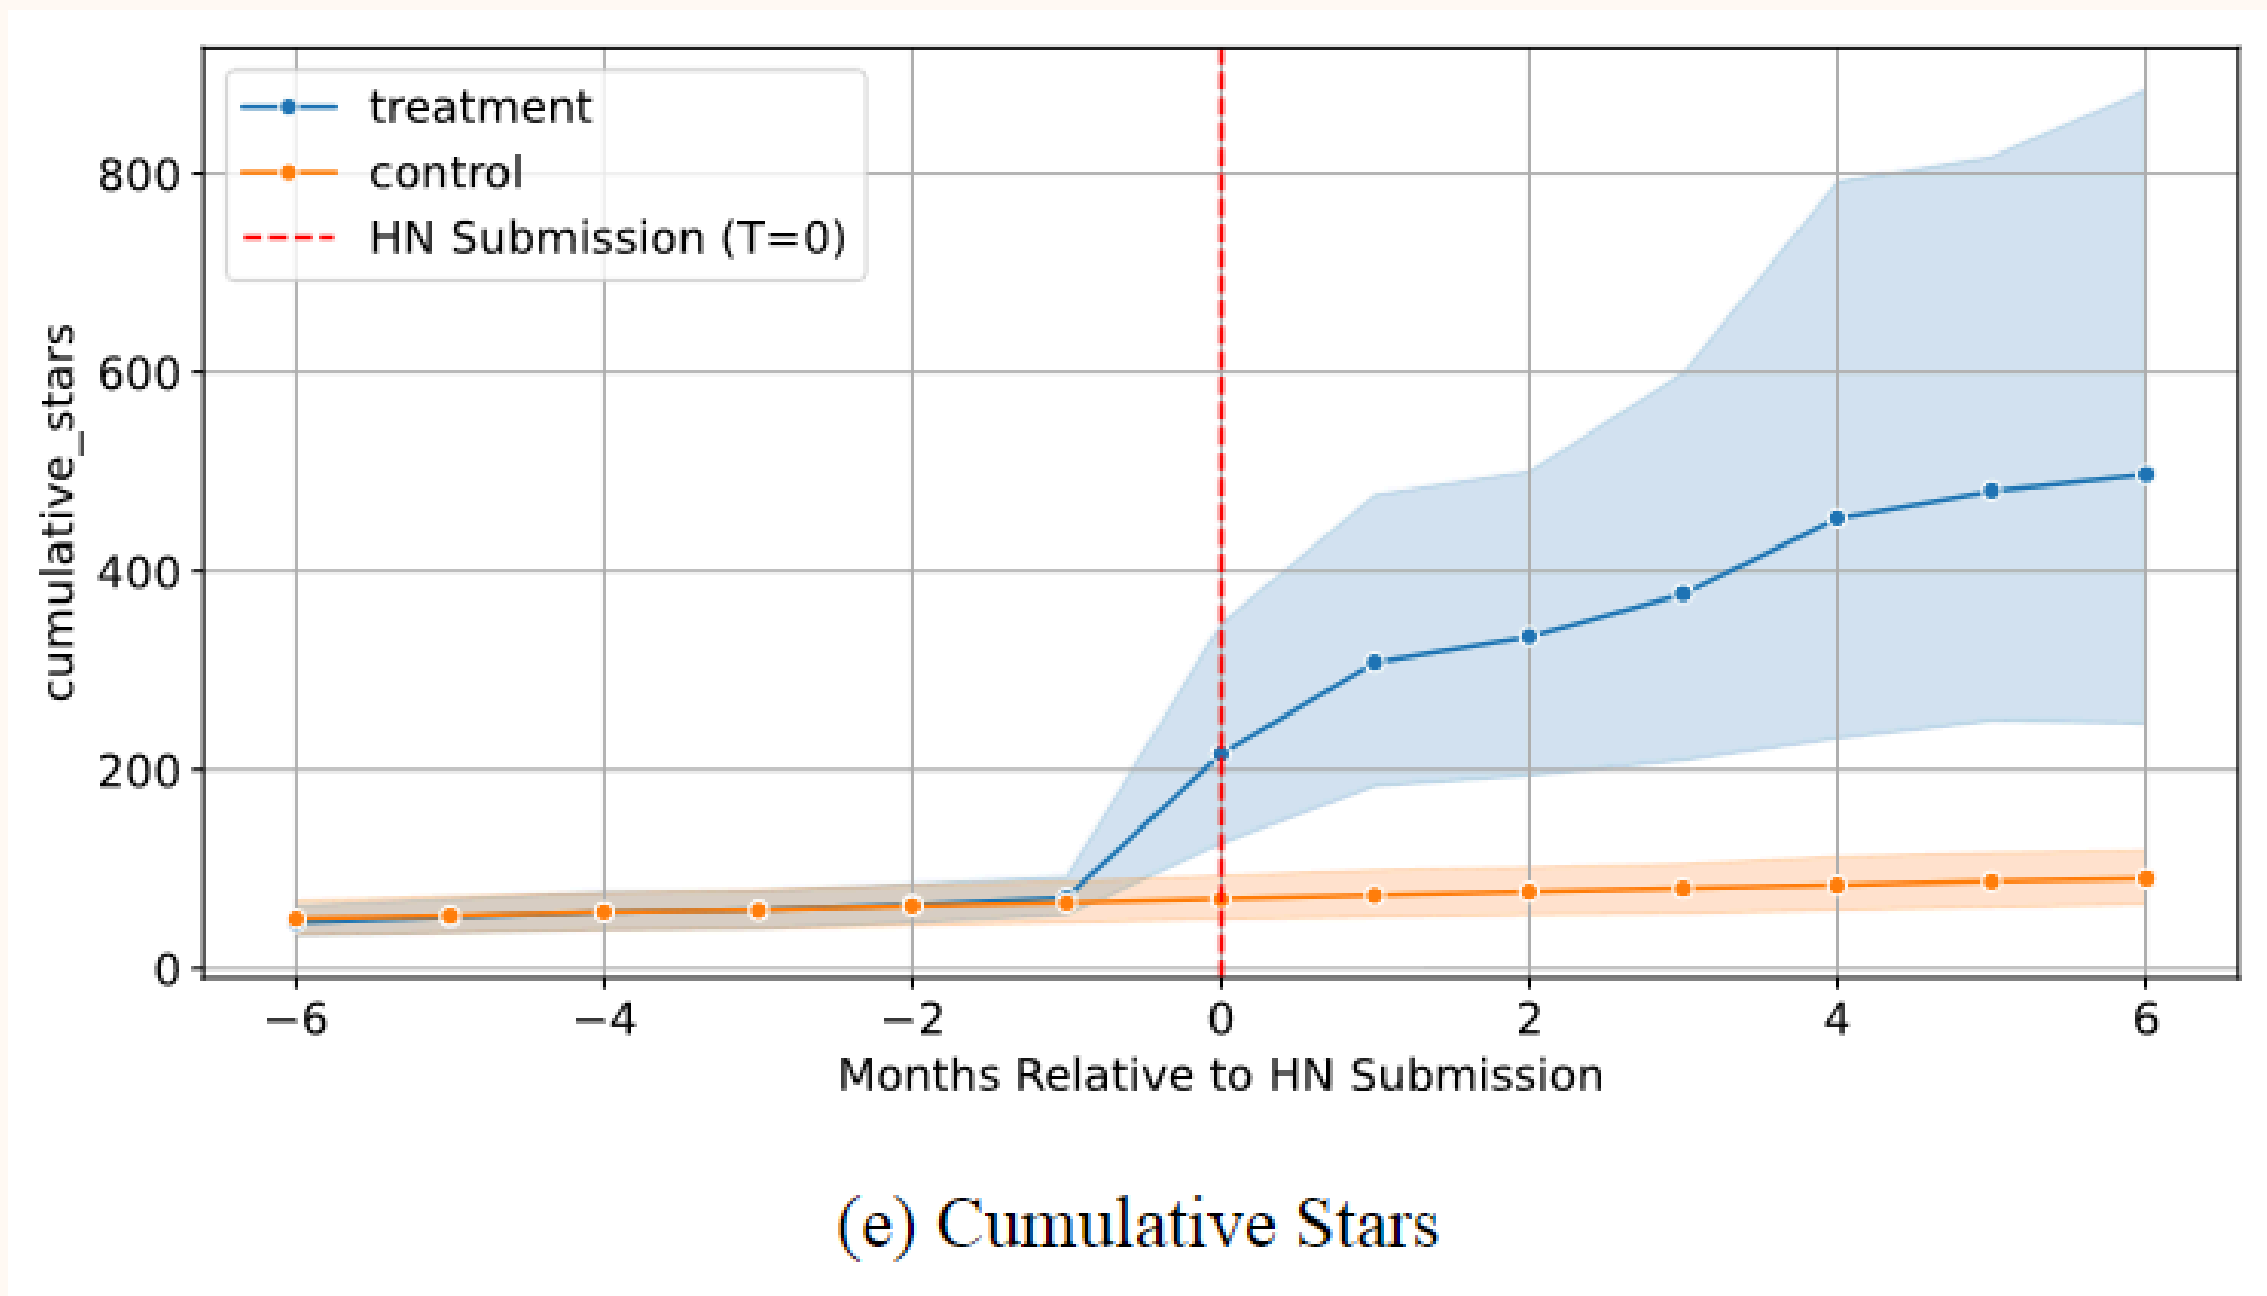 treatment
control
HN Submission (T=0)
cumulative_stars
800
600
400
200
0
−6 −4 −2 0 2 4 6
Months Relative to HN Submission
(e) Cumulative Stars